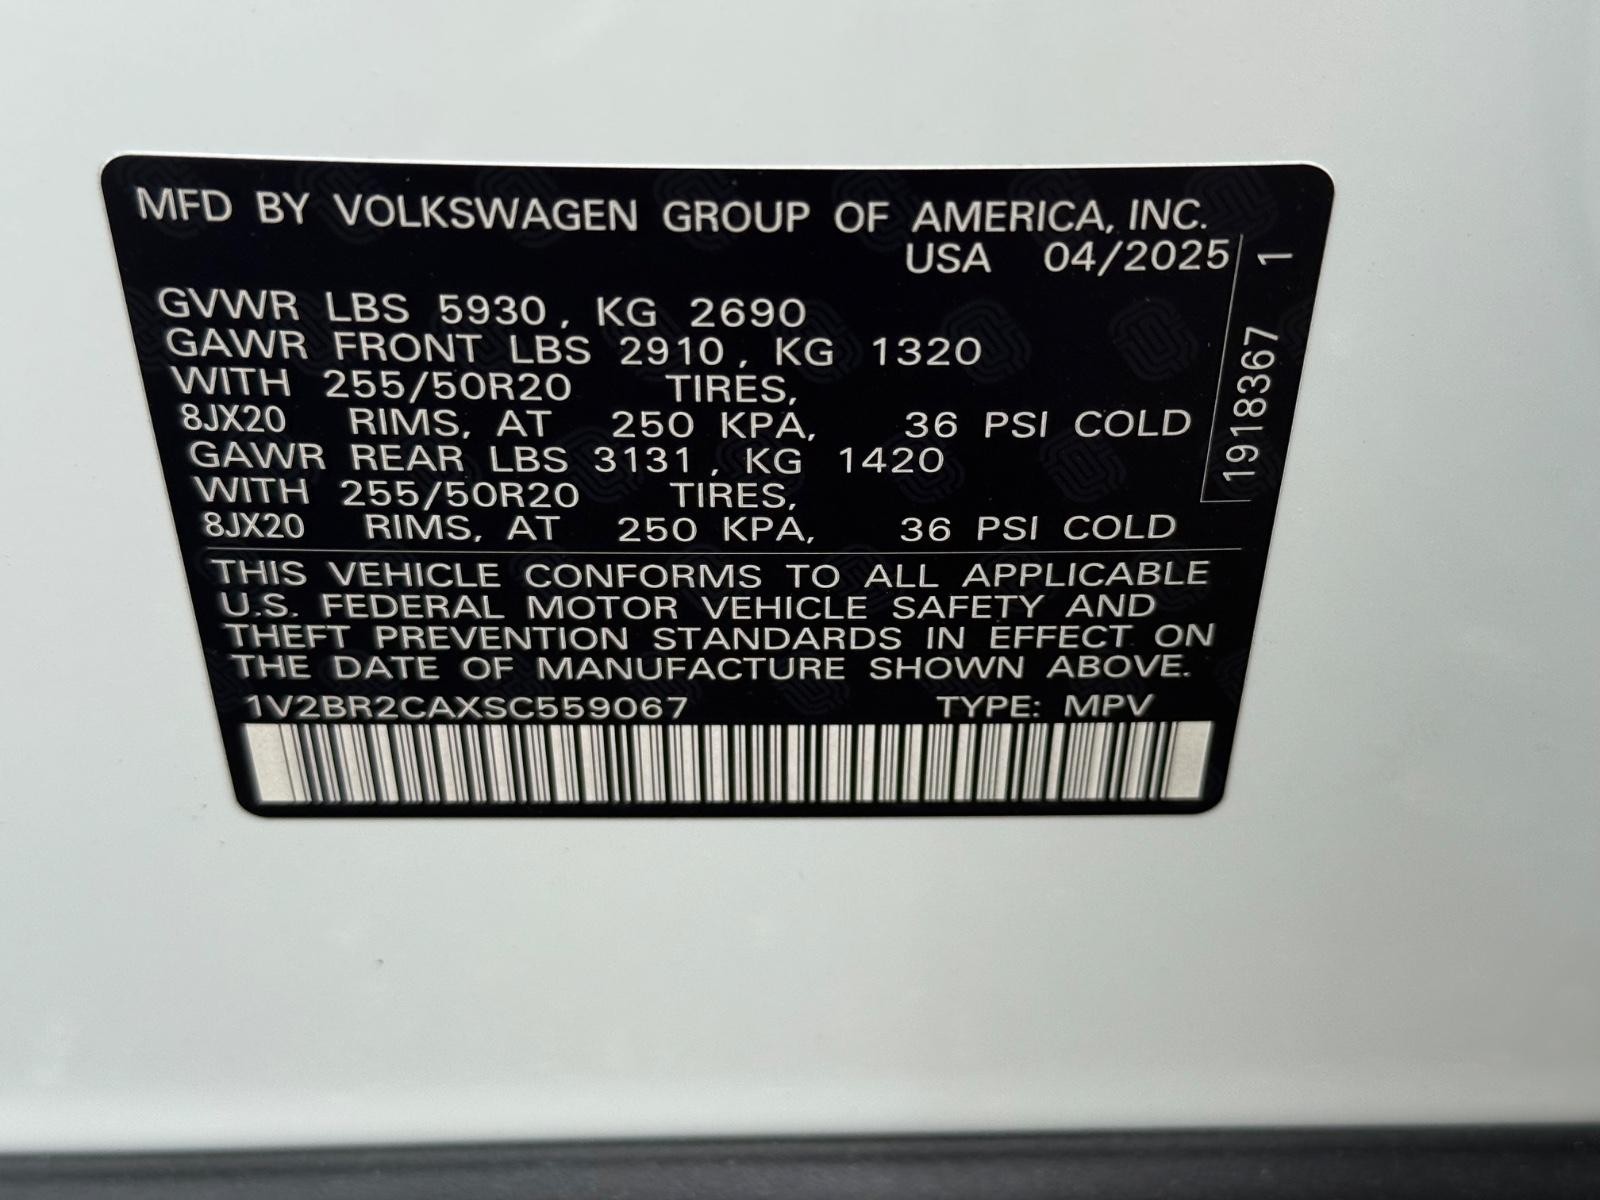 MFD BY VOLKSWAGEN GROUP OF AMERICA, INC.
USA 04/2025
GVWR LBS 5930, KG 2690
GAWR FRONT LBS 2910, KG 1320
WITH 255/50R20 TIRES,
8JX20 RIMS, AT 250 KPA, 36 PSI COLD
GAWR REAR LBS 3131, KG 1420
WITH 255/50R20 TIRES,
8JX20 RIMS, AT 250 KPA, 36 PSI COLD
THIS VEHICLE CONFORMS TO ALL APPLICABLE
U.S. FEDERAL MOTOR VEHICLE SAFETY AND
THEFT PREVENTION STANDARDS IN EFFECT ON
THE DATE OF MANUFACTURE SHOWN ABOVE.
1V2BR2CAXSC559067 TYPE: MPV
1918367 1